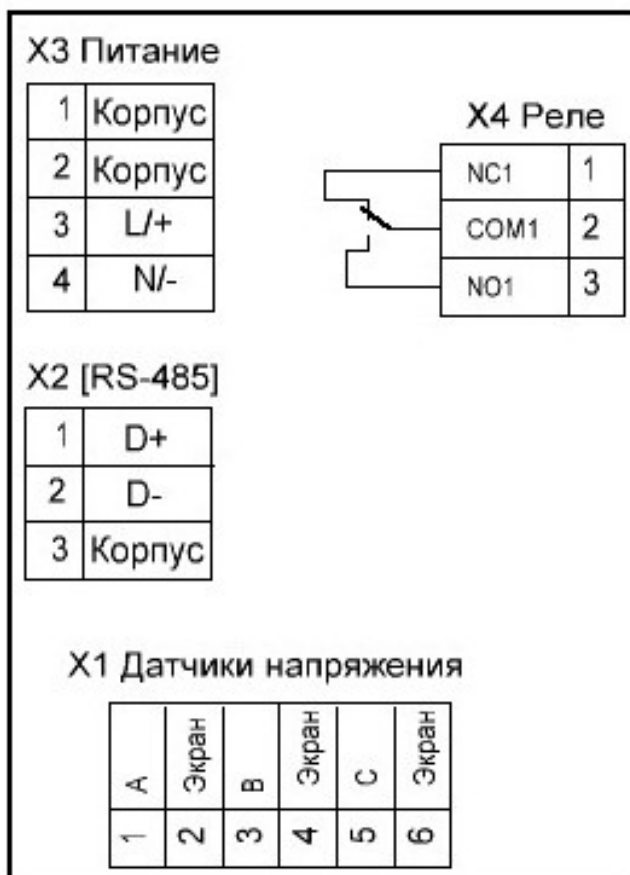 X3 Питание
1 Корпус
2 Корпус
3 L/+
4 N/-
X4 Реле
NC1 1
COM1 2
NO1 3
X2 [RS-485]
1 D+
2 D-
3 Корпус
X1 Датчики напряжения
A Экран B Экран C Экран
1 2 3 4 5 6